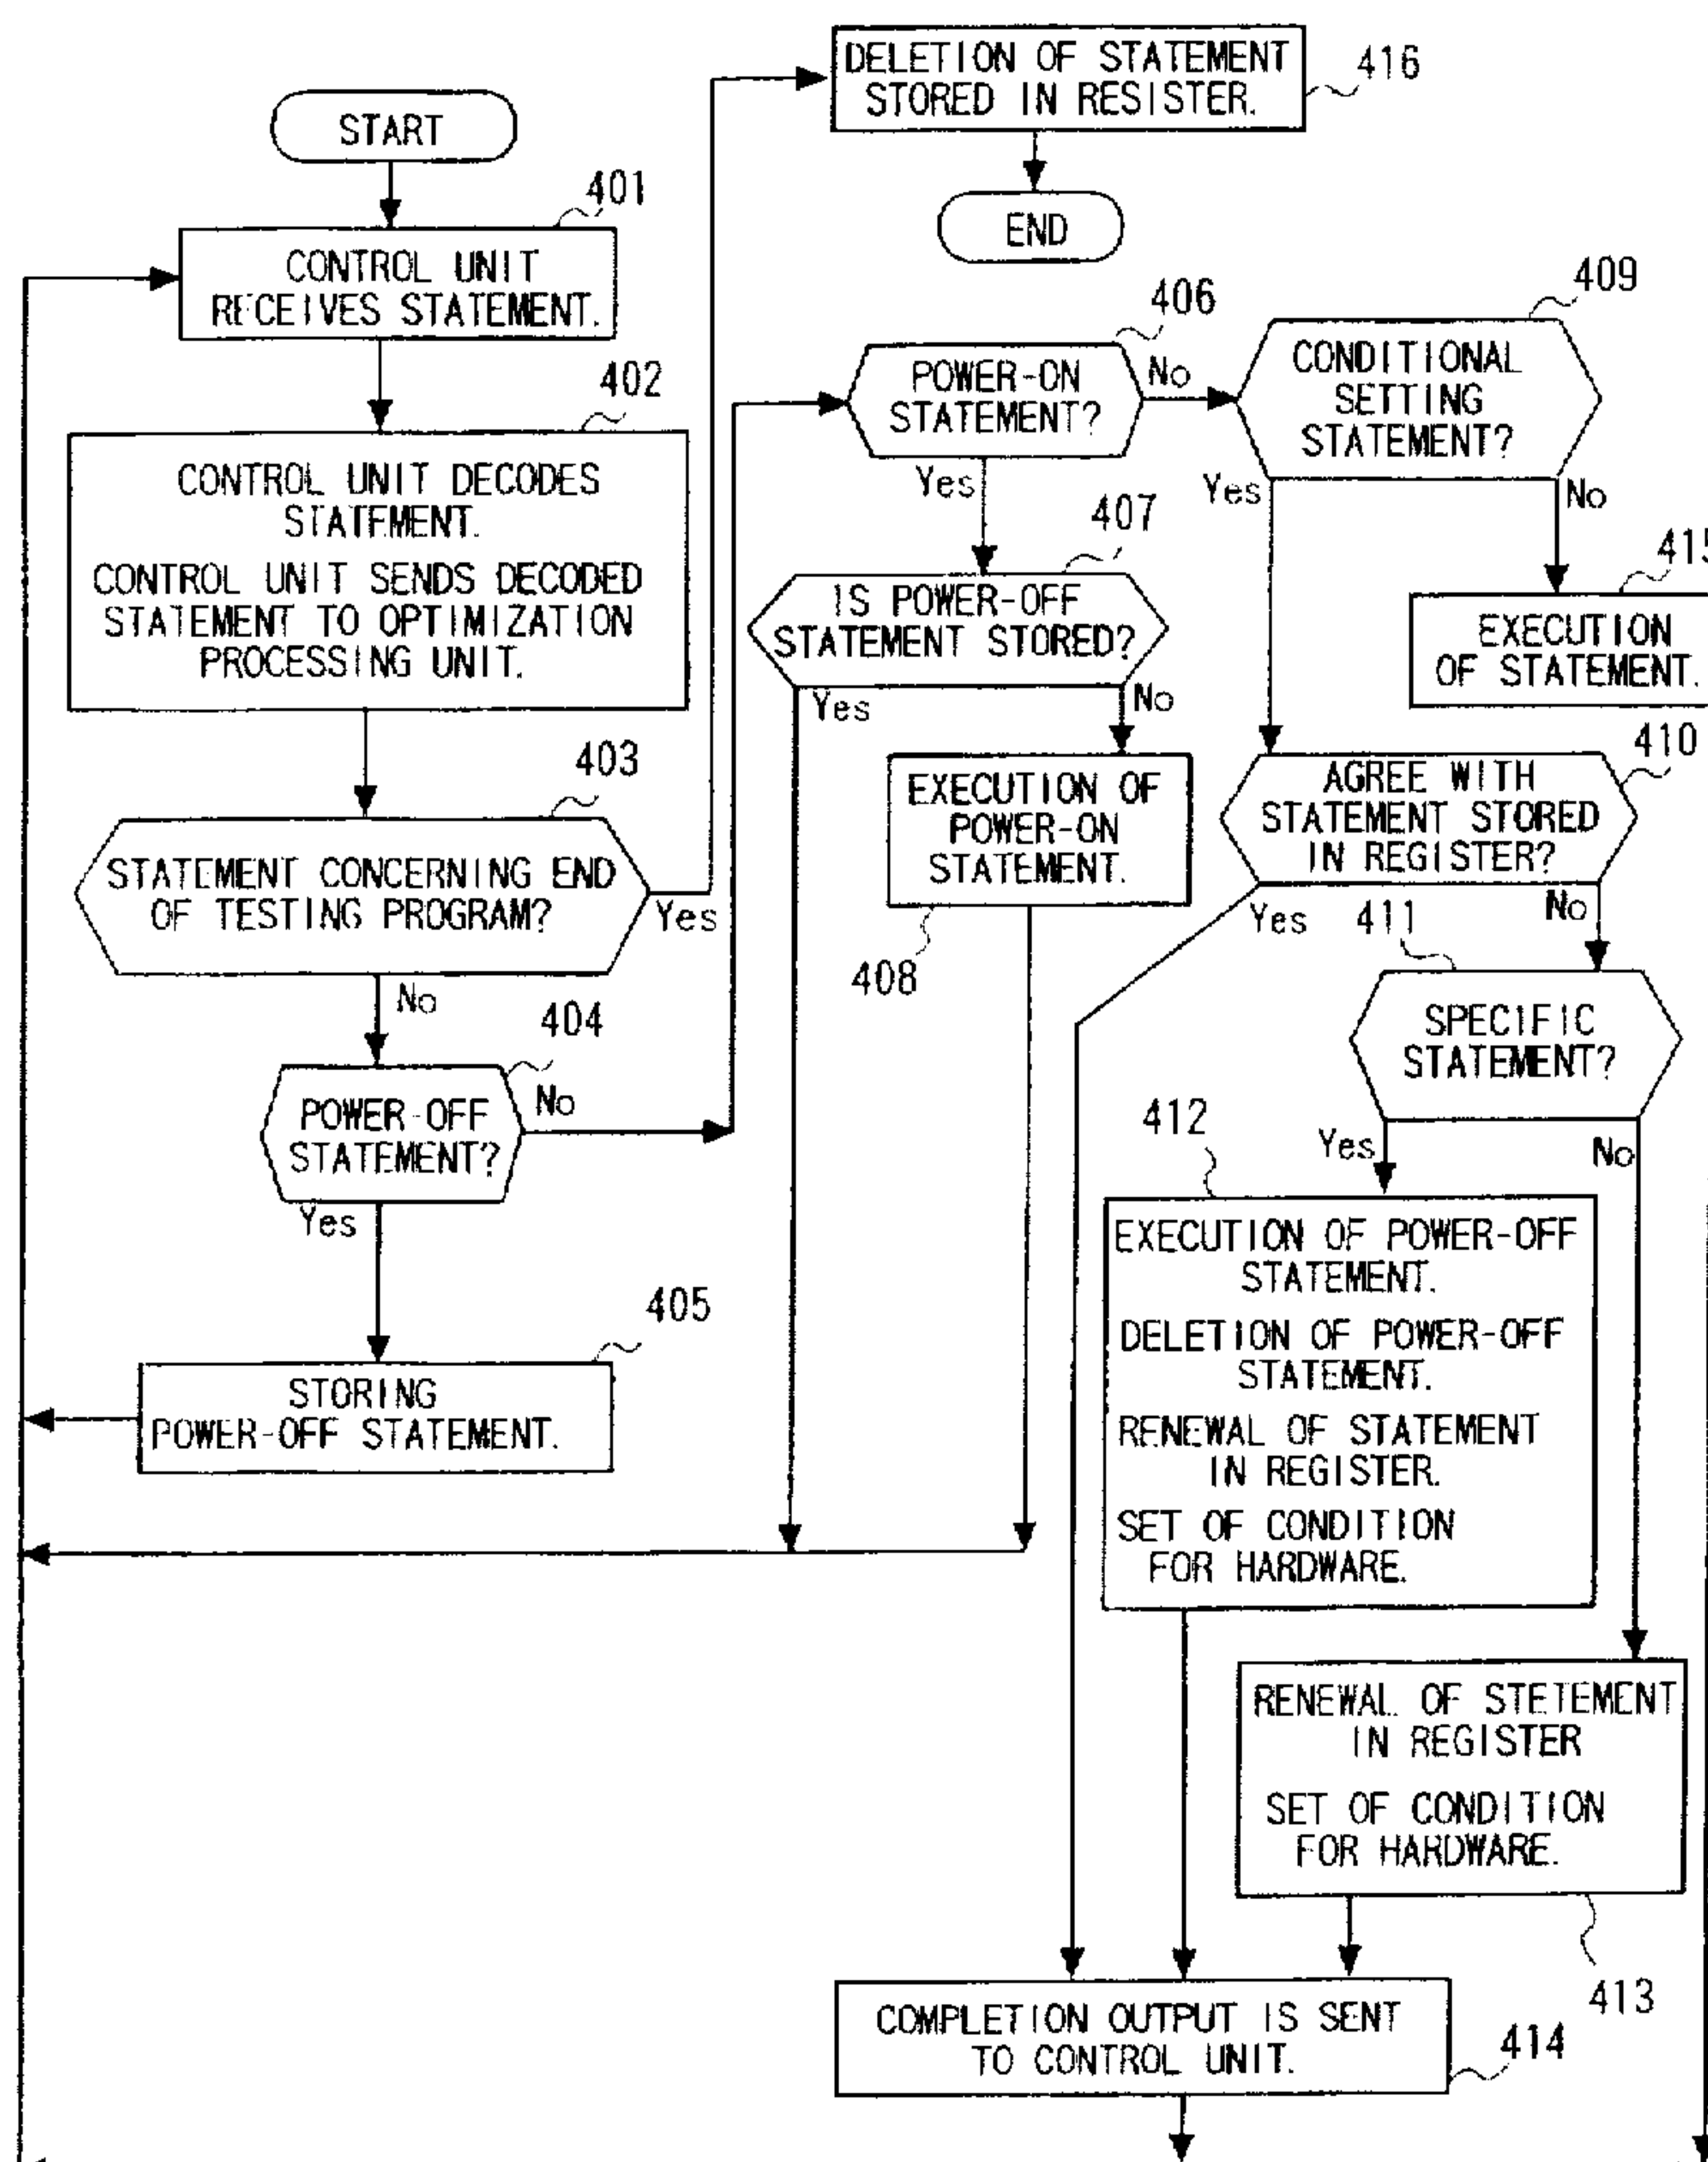 START
401
CONTROL UNIT
RECEIVES STATEMENT.
402
CONTROL UNIT DECODES
STATEMENT.
CONTROL UNIT SENDS DECODED
STATEMENT TO OPTIMIZATION
PROCESSING UNIT.
403
STATEMENT CONCERNING END
OF TESTING PROGRAM?
Yes
No
404
POWER-OFF
STATEMENT?
No
Yes
405
STORING
POWER-OFF STATEMENT.
DELETION OF STATEMENT
STORED IN RESISTER.
416
END
406
POWER-ON
STATEMENT?
No
Yes
407
IS POWER-OFF
STATEMENT STORED?
Yes
No
EXECUTION OF
POWER-ON
STATEMENT.
408
409
CONDITIONAL
SETTING
STATEMENT?
Yes
No
415
EXECUTION
OF STATEMENT.
410
AGREE WITH
STATEMENT STORED
IN REGISTER?
Yes
No
411
SPECIFIC
STATEMENT?
Yes
No
412
EXECUTION OF POWER-OFF
STATEMENT.
DELETION OF POWER-OFF
STATEMENT.
RENEWAL OF STATEMENT
IN REGISTER.
SET OF CONDITION
FOR HARDWARE.
RENEWAL OF STETEMENT
IN REGISTER
SET OF CONDITION
FOR HARDWARE.
413
COMPLETION OUTPUT IS SENT
TO CONTROL UNIT.
414